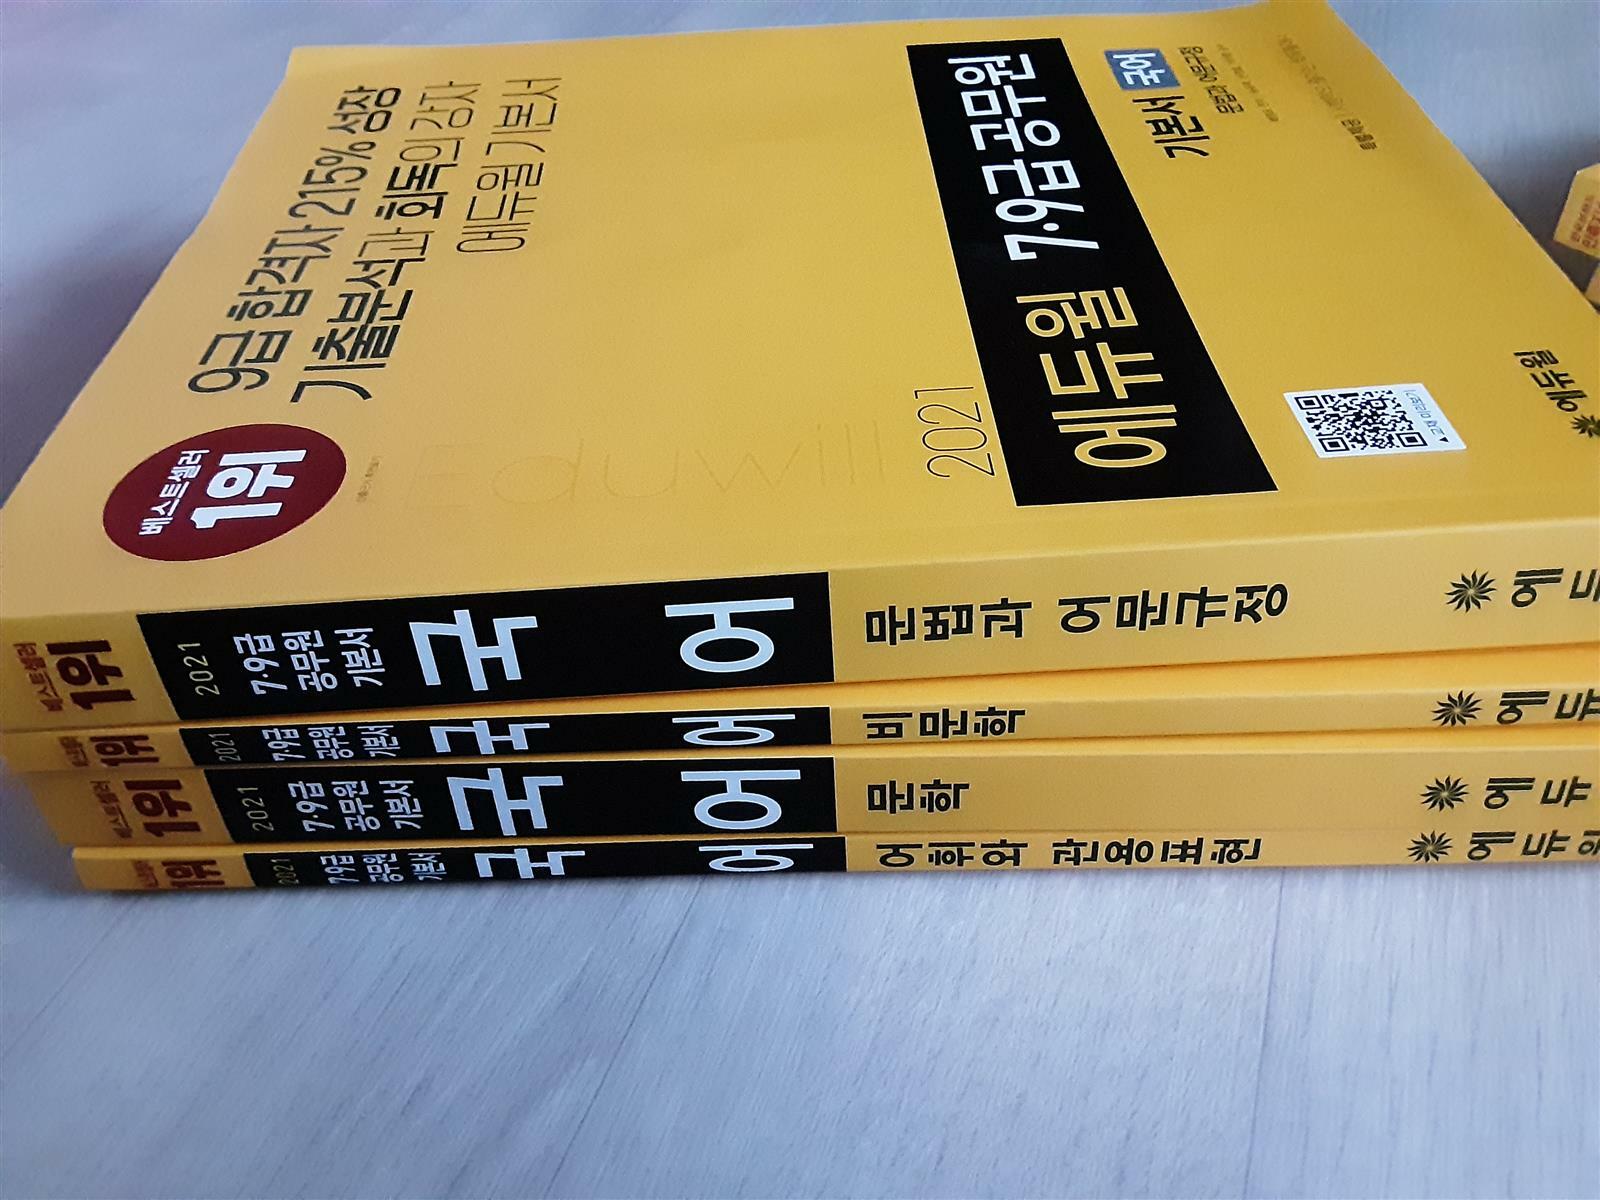 9급 합격자 215% 성장
기출분석과 회독의 강자
에듀윌 기본서
베스트셀러
1위
Eduwill
2021
에듀윌 7·9급공무원
기본서 국어
문법과 어문규정
에듀윌
베스트셀러
1위
2021
7·9급
공무원
기본서
국어
문법과 어문규정
에듀
1위
2021
7·9급
공무원
기본서
국어
비문학
에듀
베스트셀러
1위
2021
7·9급
공무원
기본서
국어
문학
에듀
1위
2021
7·9급
공무원
기본서
국어
어휘와 관용표현
에듀윌